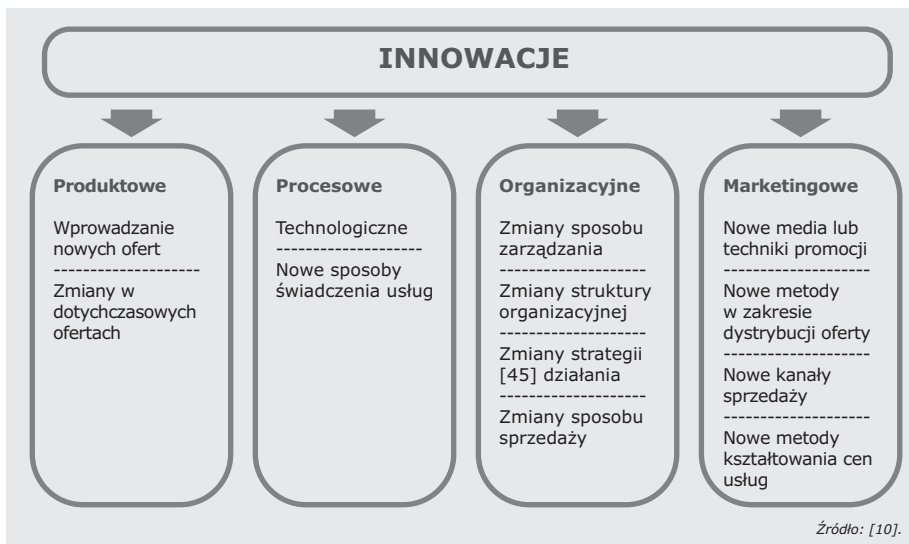 INNOWACJE
Produktowe
Wprowadzanie
nowych ofert
--------------------
Zmiany w
dotychczasowych
ofertach
Procesowe
Technologiczne
--------------------
Nowe sposoby
świadczenia usług
Organizacyjne
Zmiany sposobu
zarządzania
--------------------
Zmiany struktury
organizacyjnej
--------------------
Zmiany strategii
[45] działania
--------------------
Zmiany sposobu
sprzedaży
Marketingowe
Nowe media lub
techniki promocji
--------------------
Nowe metody
w zakresie
dystrybucji oferty
--------------------
Nowe kanały
sprzedaży
--------------------
Nowe metody
kształtowania cen
usług
Źródło: [10].